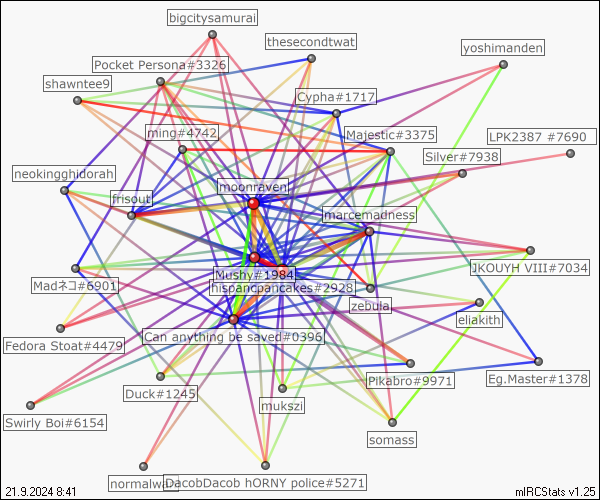 bigcitysamurai
thesecondtwat
yoshimanden
Pocket Persona#3326
shawntee9
Cypha#1717
ming#4742
Majestic#3375
LPK2387 #7690
Silver#7938
neokingghidorah
moonraven
frisout
marcemadness
Mushy#1984
JKOUYH VIII#7034
Madネコ#6901
hispancpancakes#2928
zebula
eliakith
Can anything be saved#0396
Fedora Stoat#4479
Pikabro#9971
Eg.Master#1378
Duck#1245
mukszi
Swirly Boi#6154
somass
normalwar
DacobDacob hORNY police#5271
21.9.2024 8:41
mIRCStats v1.25